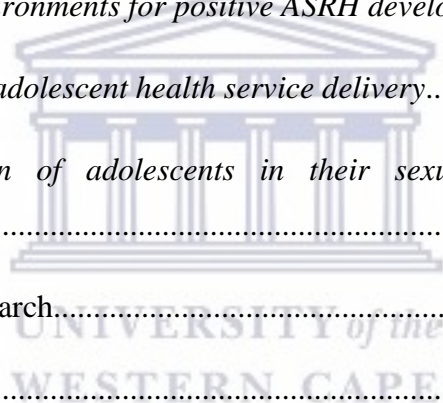 ronments for positive ASRH develo
adolescent health service delivery..
n of adolescents in their sexu
....................................................
arch....................................................
UNIVERSITY of the
....................................................
WESTERN CAPE